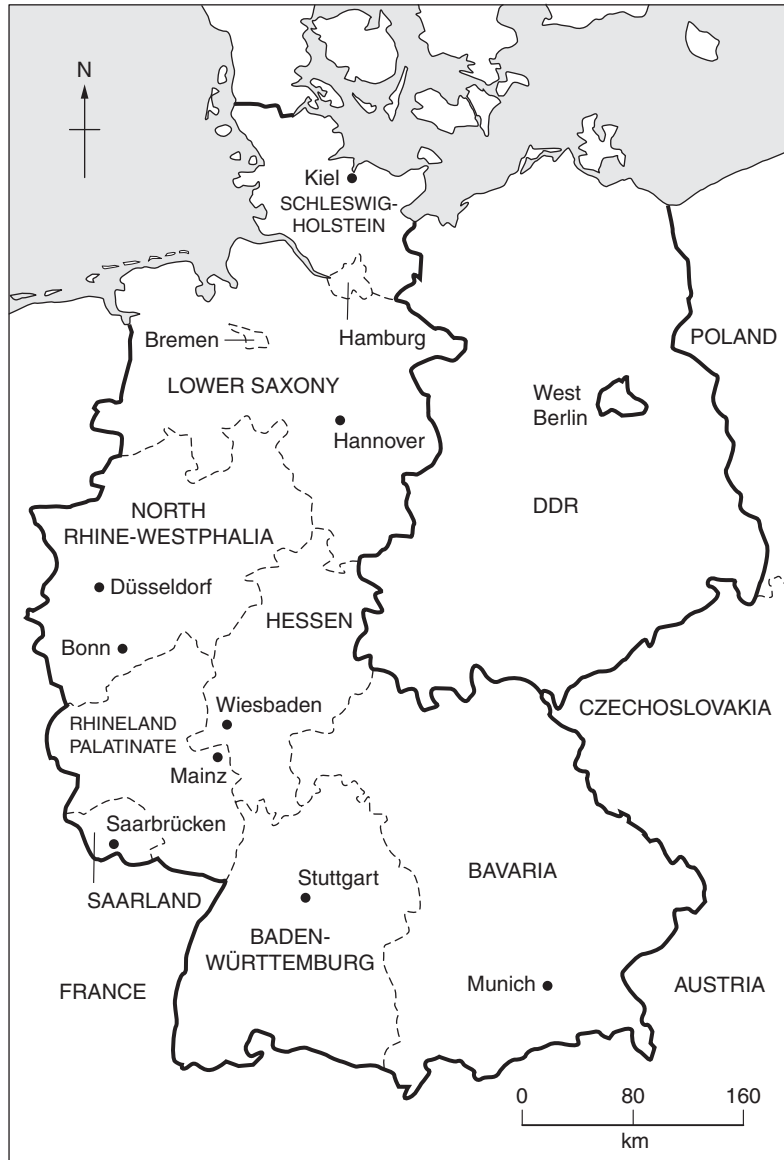 N
Kiel
SCHLESWIG-
HOLSTEIN
Hamburg
Bremen
POLAND
LOWER SAXONY
West
Berlin
Hannover
NORTH
RHINE-WESTPHALIA
DDR
Düsseldorf
HESSEN
Bonn
Wiesbaden
CZECHOSLOVAKIA
RHINELAND
PALATINATE
Mainz
Saarbrücken
Stuttgart
BAVARIA
SAARLAND
BADEN-
WÜRTTEMBURG
FRANCE
Munich
AUSTRIA
0 80 160
km